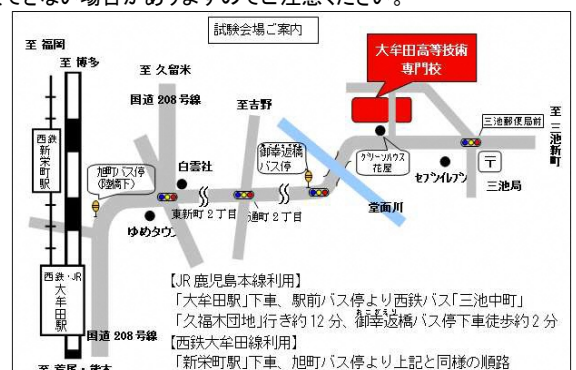 できない場合がありますのでご注意ください。
試験会場ご案内
至 福岡
至 博多
至 久留米
国道 208号線
至吉野
大牟田高等技術
専門校
至 三池新町
三池郵便局前
西鉄
新栄町駅
旭町バス停
白雲社
御幸返橋
バス停
グリーンハウス
花屋
セブンイレブン
〒
三池局
ゆめタウン
東新町2丁目
通町2丁目
堂面川
西鉄・JR
大牟田駅
国道 208号線
【JR鹿児島本線利用】
「大牟田駅」下車、駅前バス停より西鉄バス「三池中町」
「久福木団地」行き約12分、御幸返橋バス停下車徒歩約2分
【西鉄大牟田線利用】
「新栄町駅」下車、旭町バス停より上記と同様の順路